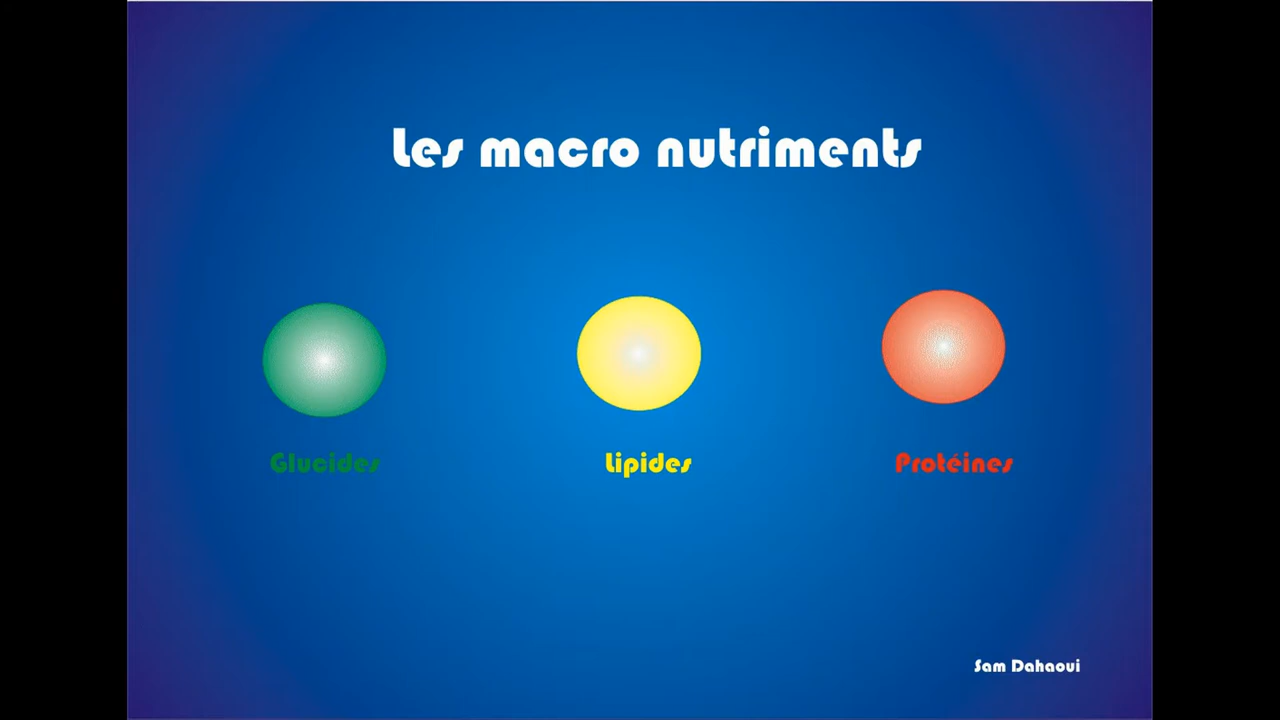 Les macro nutriments
Glucides
Lipides
Protéines
Sam Dahaoui